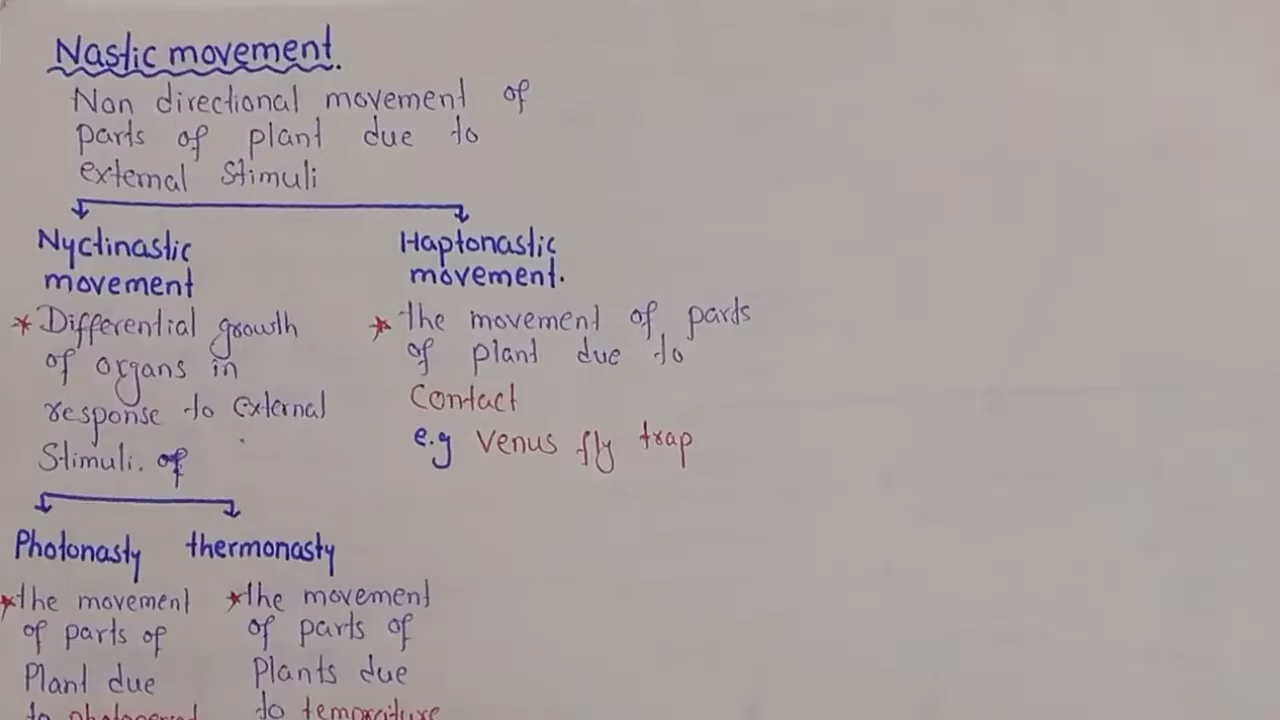 Nastic movement.
Non directional movement of
parts of plant due to
external Stimuli
Nyctinastic
movement
* Differential growth
of organs in
response to external
Stimuli. of
Haptonastic
movement.
* the movement of parts
of plant due to
Contact
e.g Venus fly trap
Photonasty
* the movement
of parts of
Plant due
to
thermonasty
* the movement
of parts of
Plants due
to